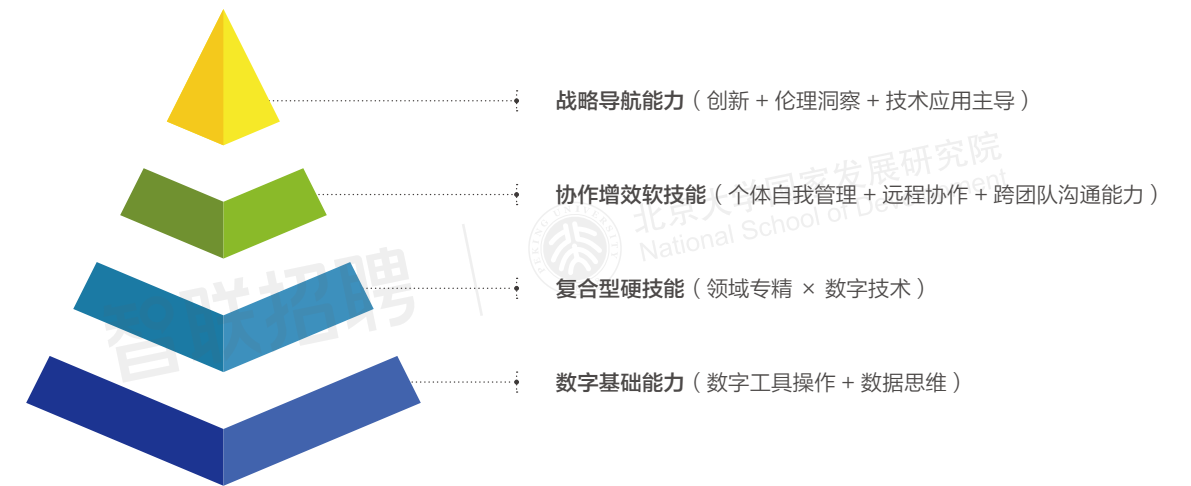 战略导航能力（创新 + 伦理洞察 + 技术应用主导）
协作增效软技能（个体自我管理 + 远程协作 + 跨团队沟通能力）
复合型硬技能（领域专精 × 数字技术）
数字基础能力（数字工具操作 + 数据思维）
智联招聘
PEKING UNIVERSITY
北京大学国家发展研究院
National School of Development